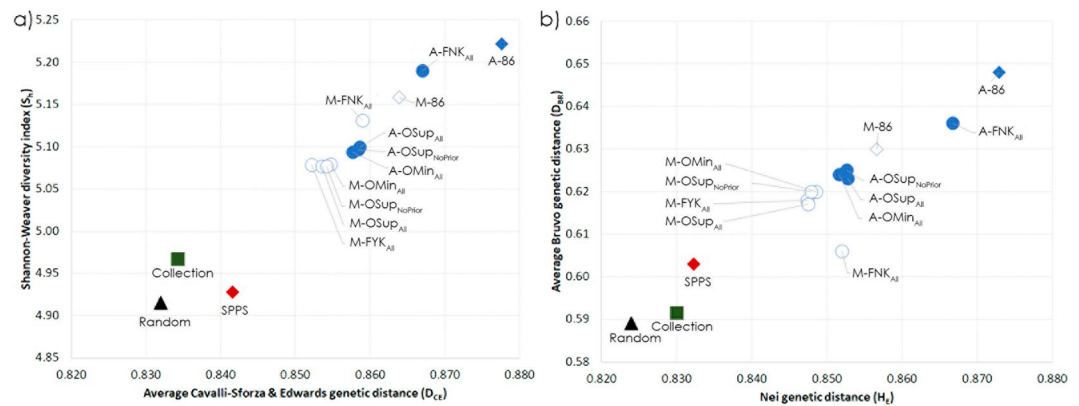 a)
5.25
5.20
5.15
5.10
5.05
5.00
4.95
4.90
4.85
Shannon-Weaver diversity index (Sh)
A-FNKAll
A-86
M-FNKAll
M-86
A-OSupAll
A-OSupNoPrior
A-OMinAll
M-OMinAll
M-OSupNoPrior
M-OSupAll
M-FYKAll
Collection
Random
SPPS
0.820 0.830 0.840 0.850 0.860 0.870 0.880
Average Cavalli-Sforza & Edwards genetic distance (DCE)
b)
0.66
0.65
0.64
0.63
0.62
0.61
0.60
0.59
0.58
Average Bruvo genetic distance (DBR)
A-86
A-FNKAll
M-86
M-OMinAll
M-OSupNoPrior
M-FYKAll
M-OSupAll
A-OSupNoPrior
A-OSupAll
A-OMinAll
M-FNKAll
SPPS
Random
Collection
0.820 0.830 0.840 0.850 0.860 0.870 0.880
Nei genetic distance (HE)